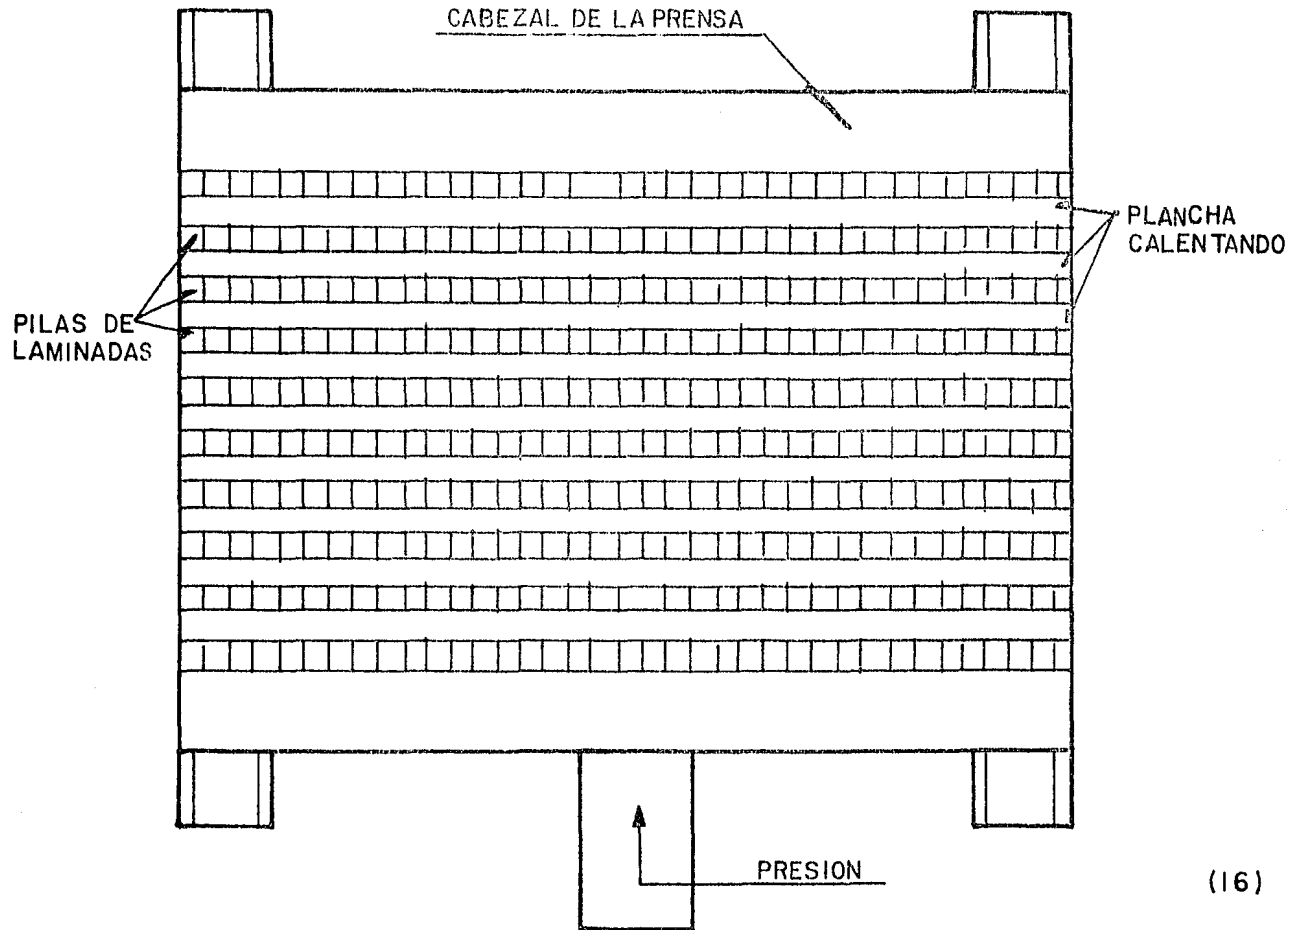 CABEZAL DE LA PRENSA
PLANCHA
CALENTANDO
PILAS DE
LAMINADAS
PRESION
(16)